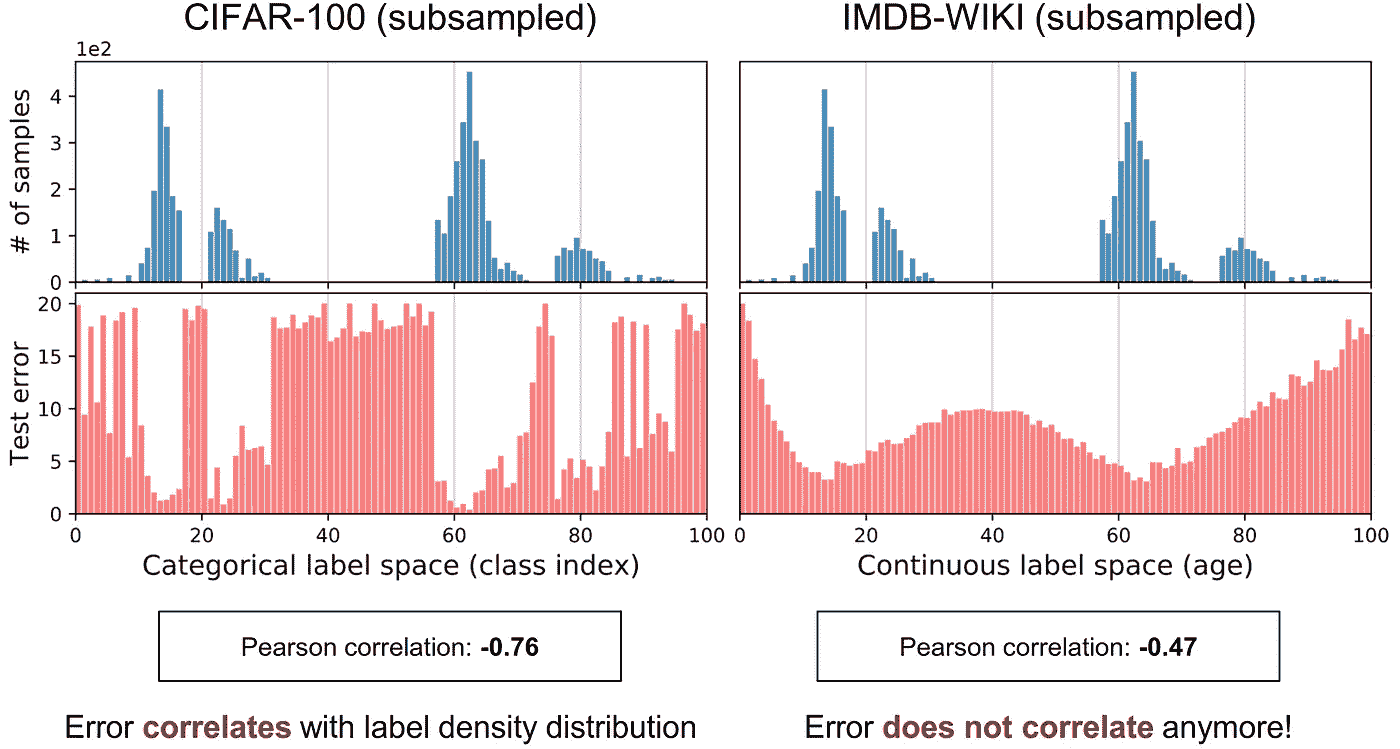 CIFAR-100 (subsampled)
IMDB-WIKI (subsampled)
1e2
# of samples
4
3
2
1
0
Test error
20
15
10
5
0
0 20 40 60 80 100
0 20 40 60 80 100
Categorical label space (class index)
Continuous label space (age)
Pearson correlation: -0.76
Pearson correlation: -0.47
Error correlates with label density distribution
Error does not correlate anymore!